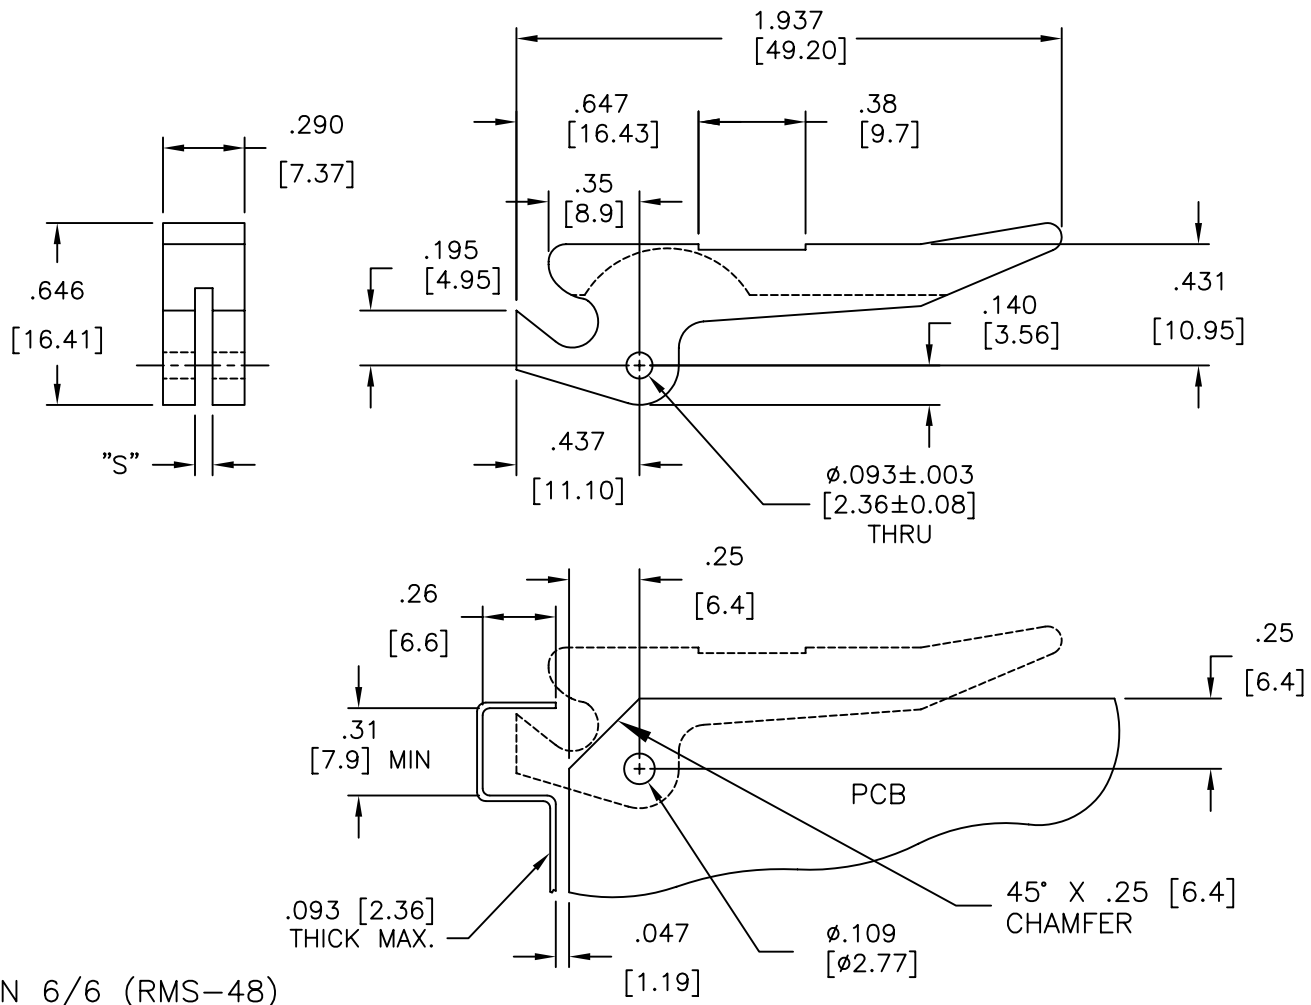 1.937
[49.20]
.647
[16.43]
.38
[9.7]
.290
[7.37]
.35
[8.9]
.195
[4.95]
.646
[16.41]
.431
[10.95]
.140
[3.56]
"S"
.437
[11.10]
ø.093±.003
[2.36±0.08]
THRU
.25
[6.4]
.26
[6.6]
.25
[6.4]
.31
[7.9] MIN
PCB
.093 [2.36]
THICK MAX.
.047
[1.19]
ø.109
[ø2.77]
45° X .25 [6.4]
CHAMFER
N 6/6 (RMS-48)